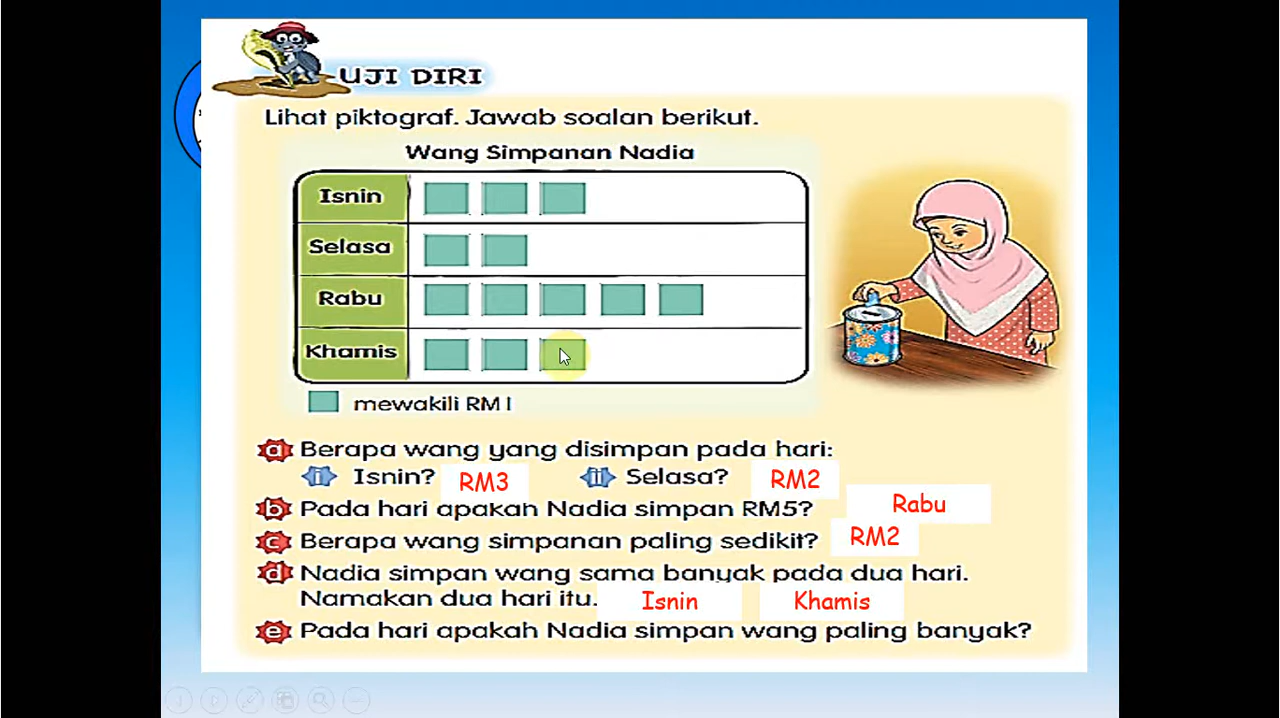 UJI DIRI
Lihat piktograf. Jawab soalan berikut.
Wang Simpanan Nadia
Isnin
Selasa
Rabu
Khamis
mewakili RM1
a Berapa wang yang disimpan pada hari:
i Isnin? RM3 ii Selasa? RM2
b Pada hari apakah Nadia simpan RM5? Rabu
c Berapa wang simpanan paling sedikit? RM2
d Nadia simpan wang sama banyak pada dua hari.
Namakan dua hari itu. Isnin Khamis
e Pada hari apakah Nadia simpan wang paling banyak?